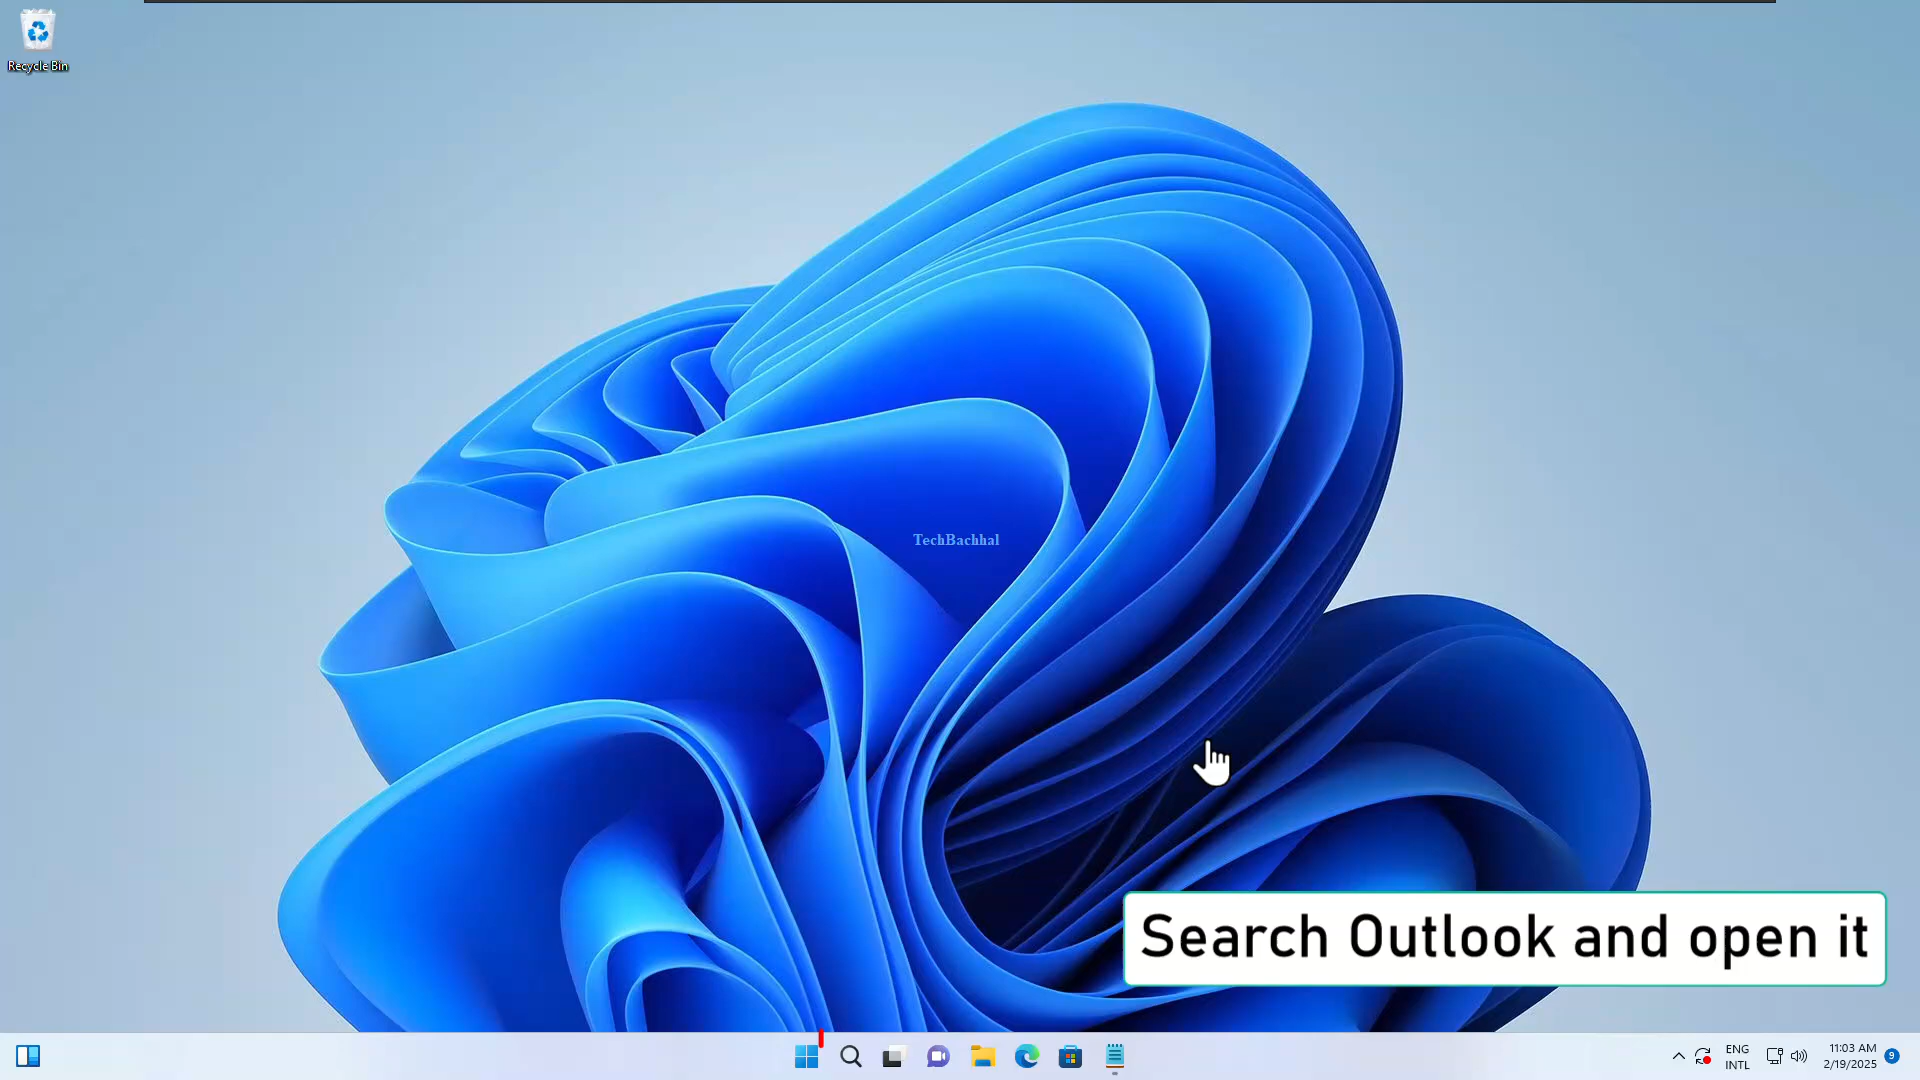 Recycle Bin
TechBachhal
Search Outlook and open it
ENG
INTL
11:03 AM
2/19/2025
9